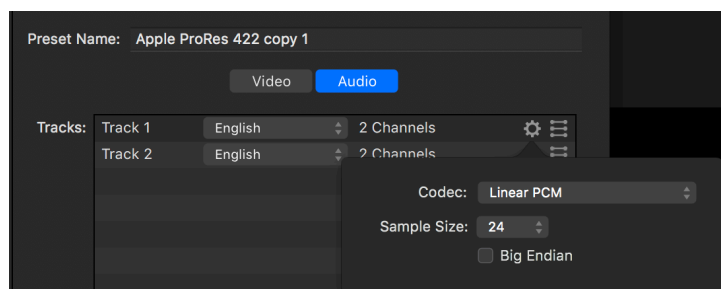 Preset Name: Apple ProRes 422 copy 1
Video Audio
Tracks: Track 1 English 2 Channels
Track 2 English 2 Channels
Codec: Linear PCM
Sample Size: 24
Big Endian